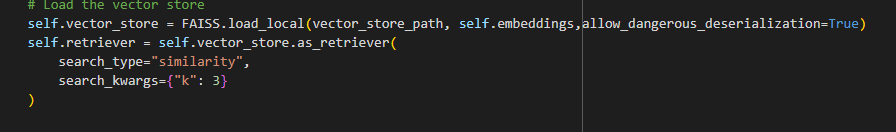 # Load the vector store
self.vector_store = FAISS.load_local(vector_store_path, self.embeddings,allow_dangerous_deserialization=True)
self.retriever = self.vector_store.as_retriever(
    search_type="similarity",
    search_kwargs={"k": 3}
)